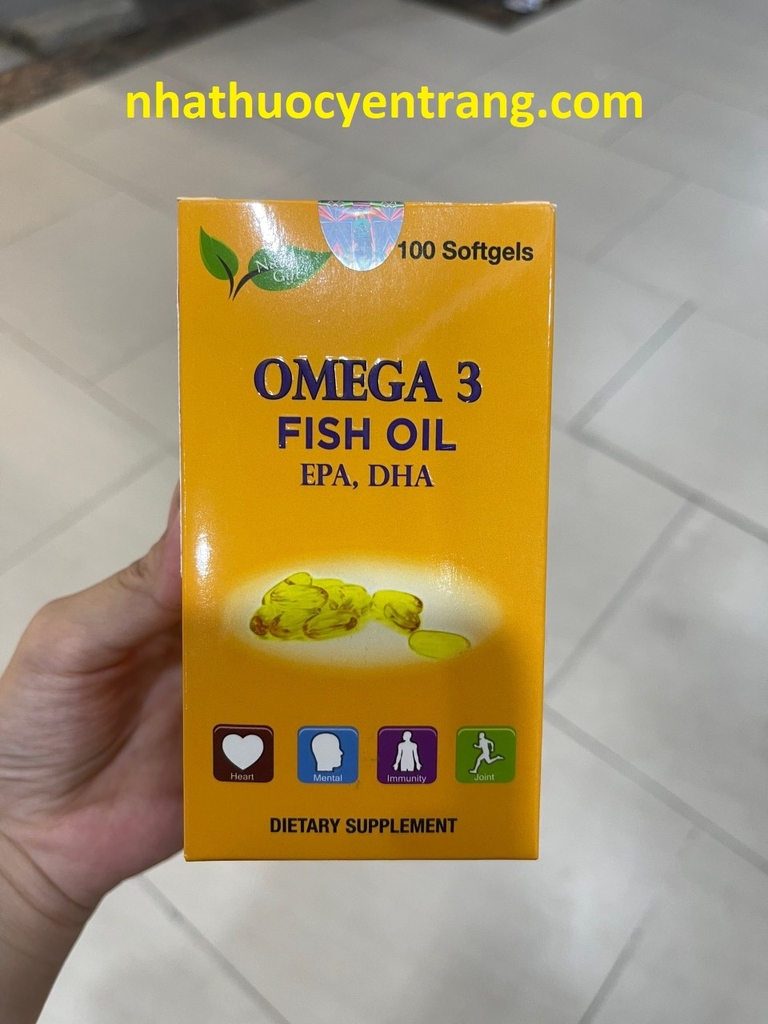 nhathuocyentrang.com
100 Softgels
OMEGA 3
FISH OIL
EPA, DHA
Heart
Mental
Immunity
Joint
DIETARY SUPPLEMENT